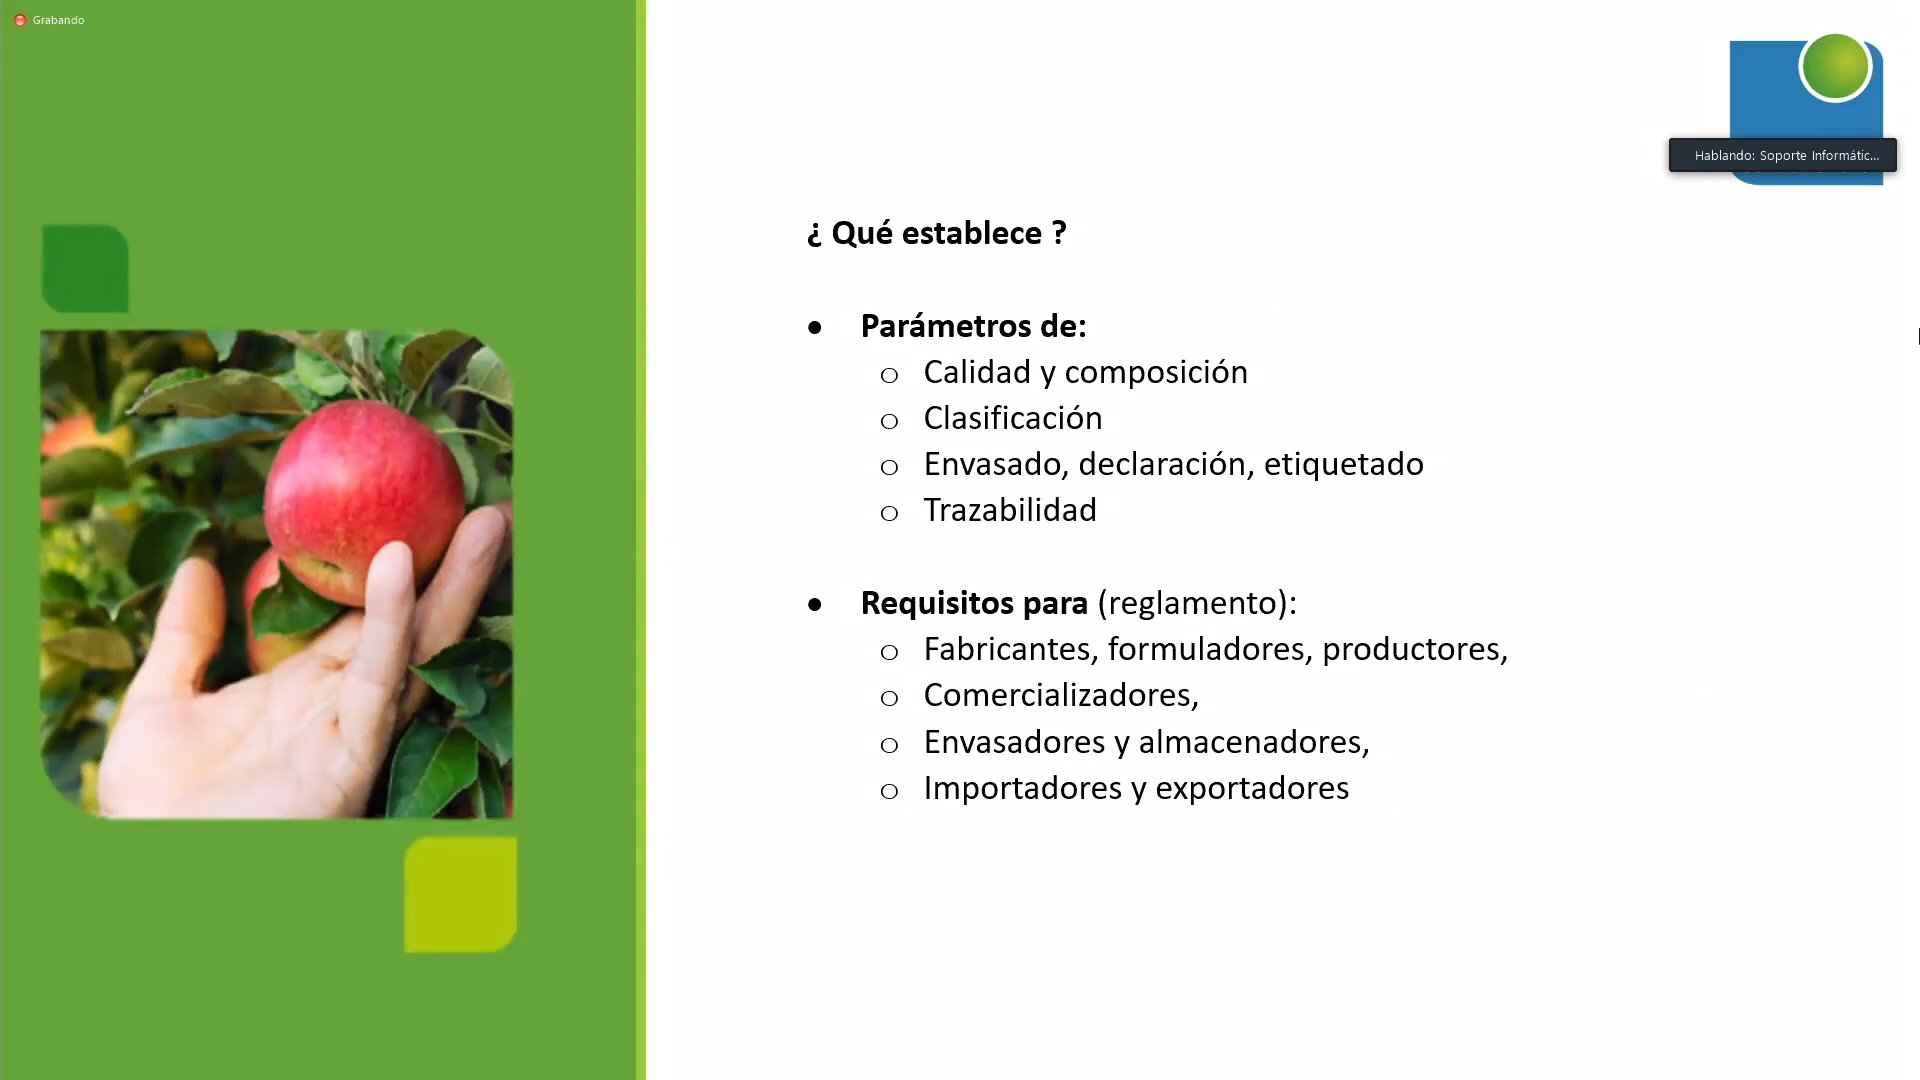 Grabando
Hablando: Soporte Informátic...
¿ Qué establece ?
● Parámetros de:
o Calidad y composición
o Clasificación
o Envasado, declaración, etiquetado
o Trazabilidad
● Requisitos para (reglamento):
o Fabricantes, formuladores, productores,
o Comercializadores,
o Envasadores y almacenadores,
o Importadores y exportadores